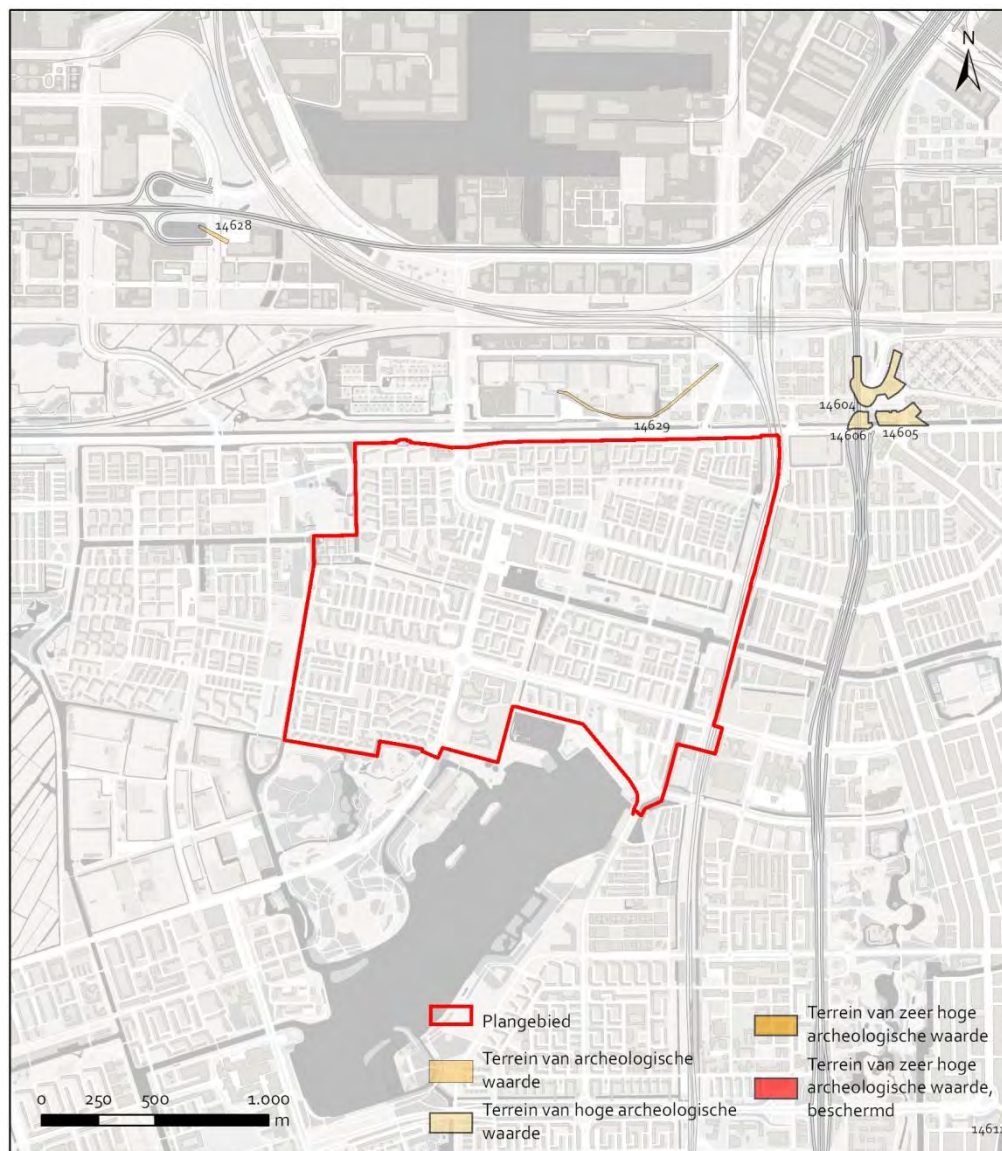 N
14628
14629
14604
14606
14605
Plangebied
Terrein van archeologische
waarde
Terrein van hoge archeologische
waarde
Terrein van zeer hoge
archeologische waarde
Terrein van zeer hoge
archeologische waarde,
beschermd
0 250 500 1.000
m